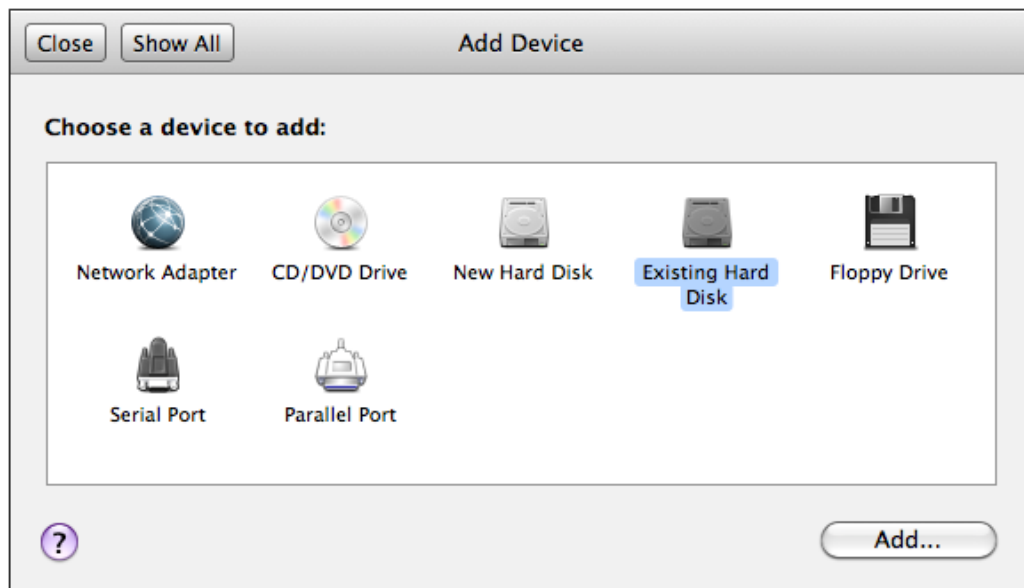 Close Show All Add Device
Choose a device to add:
Network Adapter CD/DVD Drive New Hard Disk Existing Hard Disk Floppy Drive
Serial Port Parallel Port
?
Add...